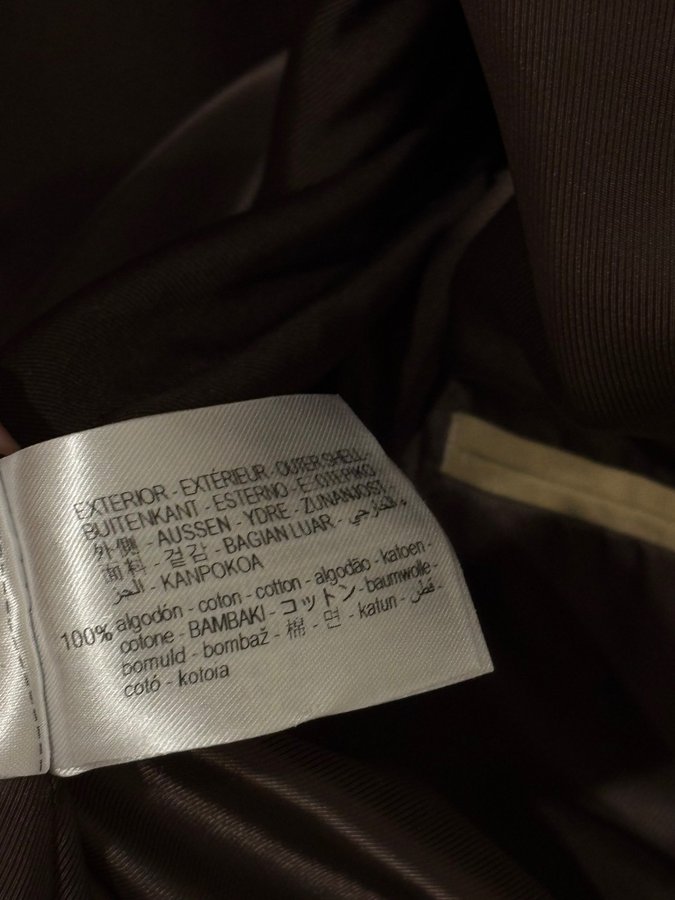 EXTERIOR - EXTÉRIEUR - OUTER SHELL -
BUITENKANT - ESTERNO - ΕΞΩΤΕΡΙΚΟ
外側 - AUSSEN - YDRE - ZUNANJOST -
面料 - 겉감 - BAGIAN LUAR - الخارجي
الجزء - KANPOKOA
100% algodón - coton - cotton - algodão - katoen -
cotone - BAMBAKI - コットン - baumwolle -
bomuld - bombaž - 棉 - 면 - katun - قطن -
cotó - kotoia